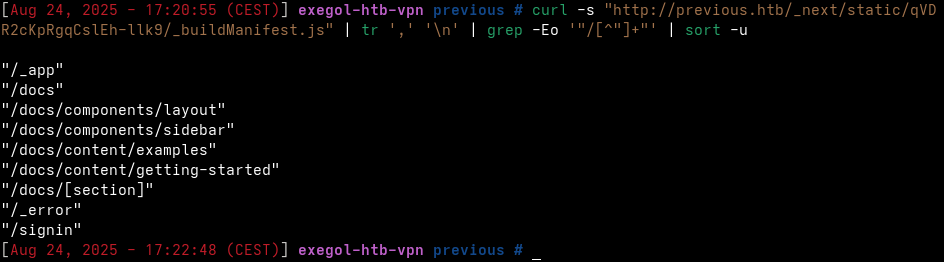 [Aug 24, 2025 - 17:20:55 (CEST)] exegol-htb-vpn previous # curl -s "http://previous.htb/_next/static/qVD
R2cKpRgqCslEh-llk9/_buildManifest.js" | tr ',' '\n' | grep -Eo '"/[^"]+"' | sort -u
"/_app"
"/docs"
"/docs/components/layout"
"/docs/components/sidebar"
"/docs/content/examples"
"/docs/content/getting-started"
"/docs/[section]"
"/_error"
"/signin"
[Aug 24, 2025 - 17:22:48 (CEST)] exegol-htb-vpn previous # _